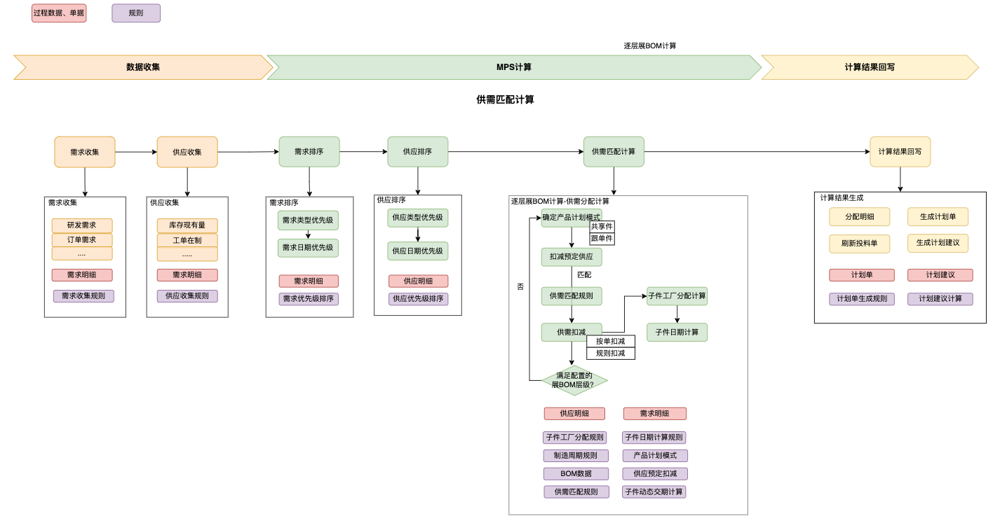 过程数据、单据
规则
逐层展BOM计算
数据收集
MPS计算
计算结果回写
供需匹配计算
需求收集
供应收集
需求排序
供应排序
供需匹配计算
计算结果回写
需求收集
研发需求
订单需求
....
需求明细
需求收集规则
供应收集
库存现有量
工单在制
.....
需求明细
供应收集规则
需求排序
需求类型优先级
需求日期优先级
需求明细
需求优先级排序
供应排序
供应类型优先级
供应日期优先级
供应明细
供应优先级排序
逐层展BOM计算-供需分配计算
确定产品计划模式
共享件
跟单件
扣减预定供应
匹配
否
供需匹配规则
子件工厂分配计算
供需扣减
子件日期计算
按单扣减
规则扣减
满足配置的
展BOM层级?
供应明细
需求明细
子件工厂分配规则
子件日期计算规则
制造周期规则
产品计划模式
BOM数据
供应预定扣减
供需匹配规则
子件动态交期计算
计算结果生成
分配明细
生成计划单
刷新投料单
生成计划建议
计划单
计划建议
计划单生成规则
计划建议计算